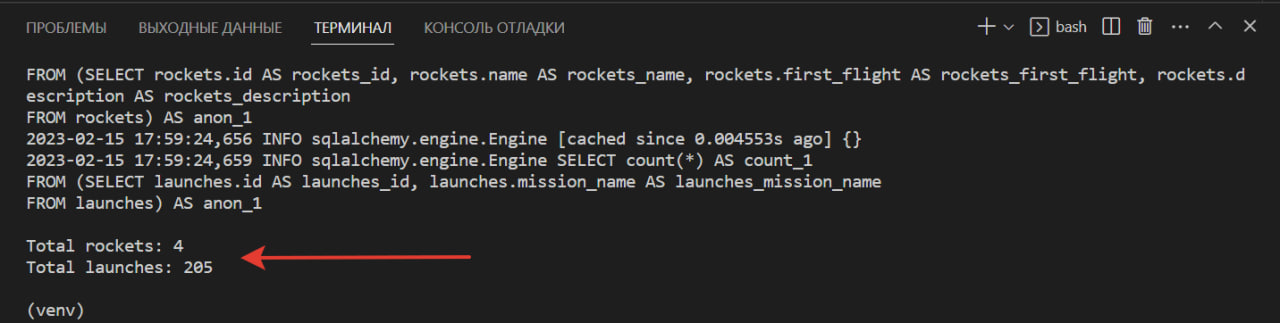 ПРОБЛЕМЫ ВЫХОДНЫЕ ДАННЫЕ ТЕРМИНАЛ КОНСОЛЬ ОТЛАДКИ bash
FROM (SELECT rockets.id AS rockets_id, rockets.name AS rockets_name, rockets.first_flight AS rockets_first_flight, rockets.d
escription AS rockets_description
FROM rockets) AS anon_1
2023-02-15 17:59:24,656 INFO sqlalchemy.engine.Engine [cached since 0.004553s ago] {}
2023-02-15 17:59:24,659 INFO sqlalchemy.engine.Engine SELECT count(*) AS count_1
FROM (SELECT launches.id AS launches_id, launches.mission_name AS launches_mission_name
FROM launches) AS anon_1
Total rockets: 4
Total launches: 205
(venv)